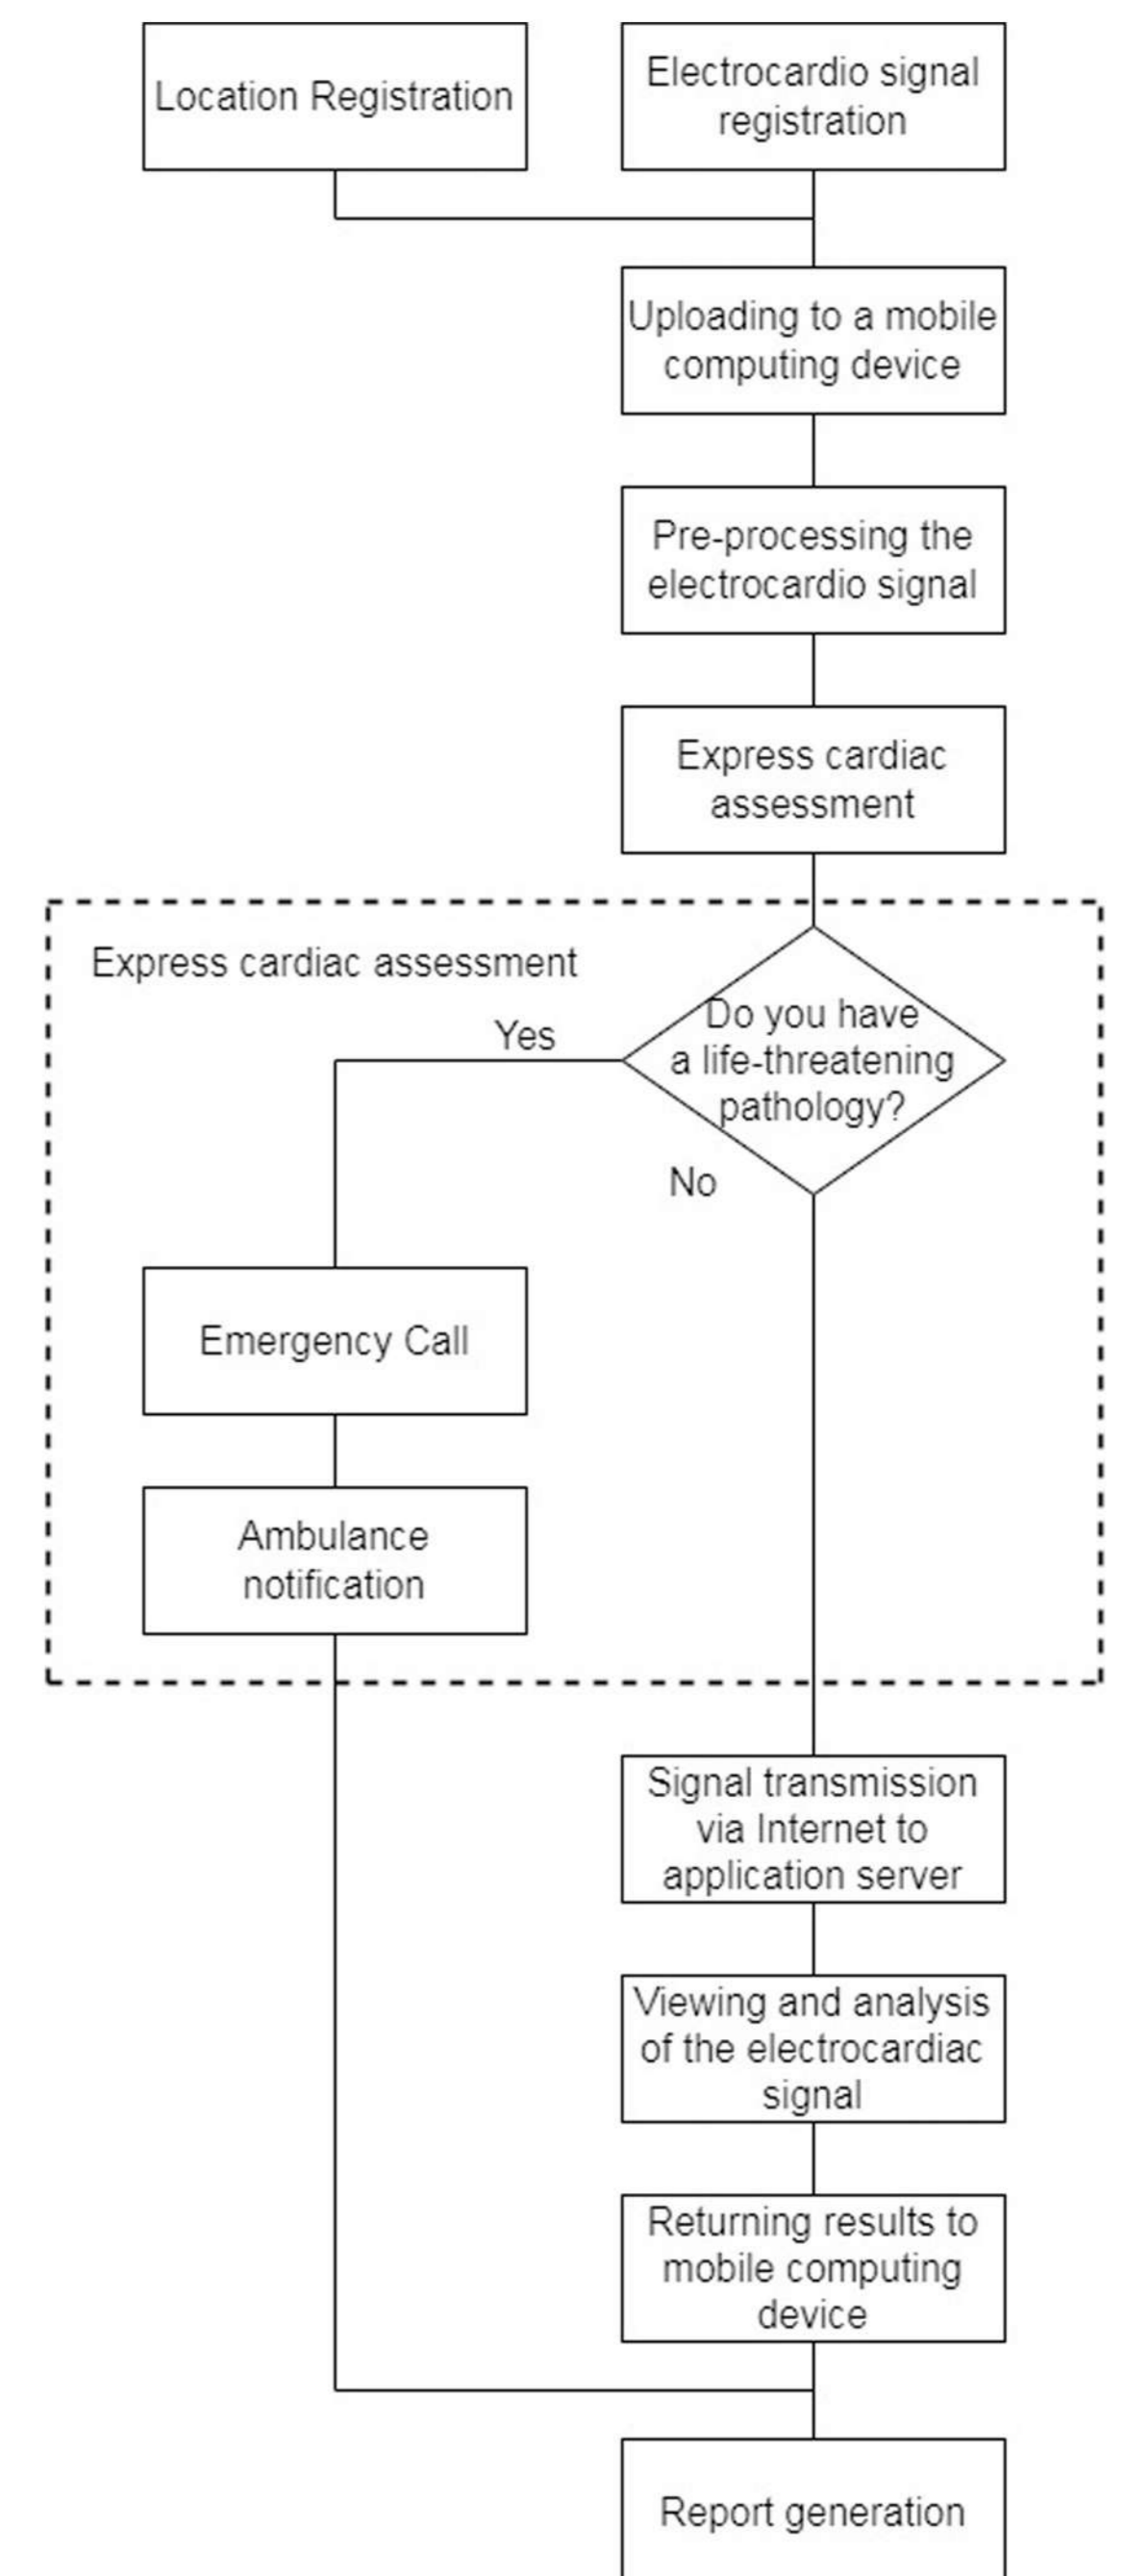 Location Registration
Electrocardio signal
registration
Uploading to a mobile
computing device
Pre-processing the
electrocardio signal
Express cardiac
assessment
Express cardiac assessment
Do you have
a life-threatening
pathology?
Yes
No
Emergency Call
Ambulance
notification
Signal transmission
via Internet to
application server
Viewing and analysis
of the electrocardiac
signal
Returning results to
mobile computing
device
Report generation